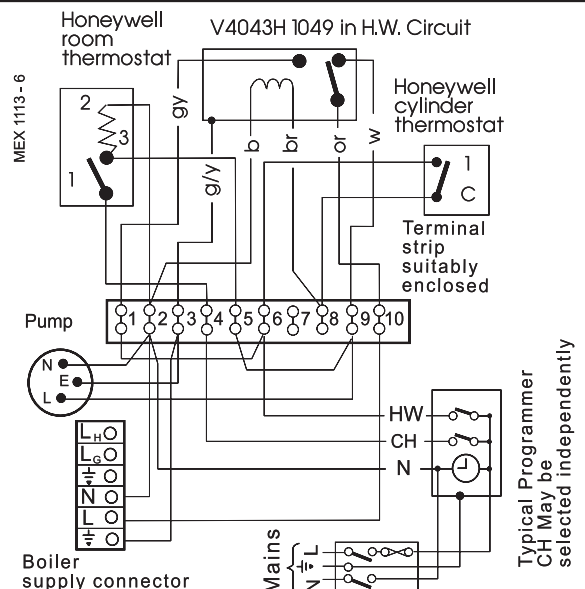 Honeywell
room
thermostat
V4043H 1049 in H.W. Circuit
Honeywell
cylinder
thermostat
MEX 1113 - 6
2
3
1
gy
g/y
b
br
or
w
1
C
Terminal
strip
suitably
enclosed
1 2 3 4 5 6 7 8 9 10
Pump
N
E
L
HW
CH
N
LH
LG
N
L
Boiler
supply connector
Mains
L
N
Typical Programmer
CH May be
selected independently